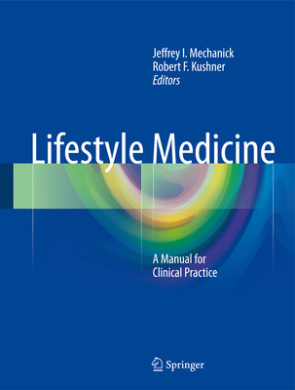 Jeffrey I. Mechanick
Robert F. Kushner
Editors
Lifestyle Medicine
A Manual for
Clinical Practice
Springer